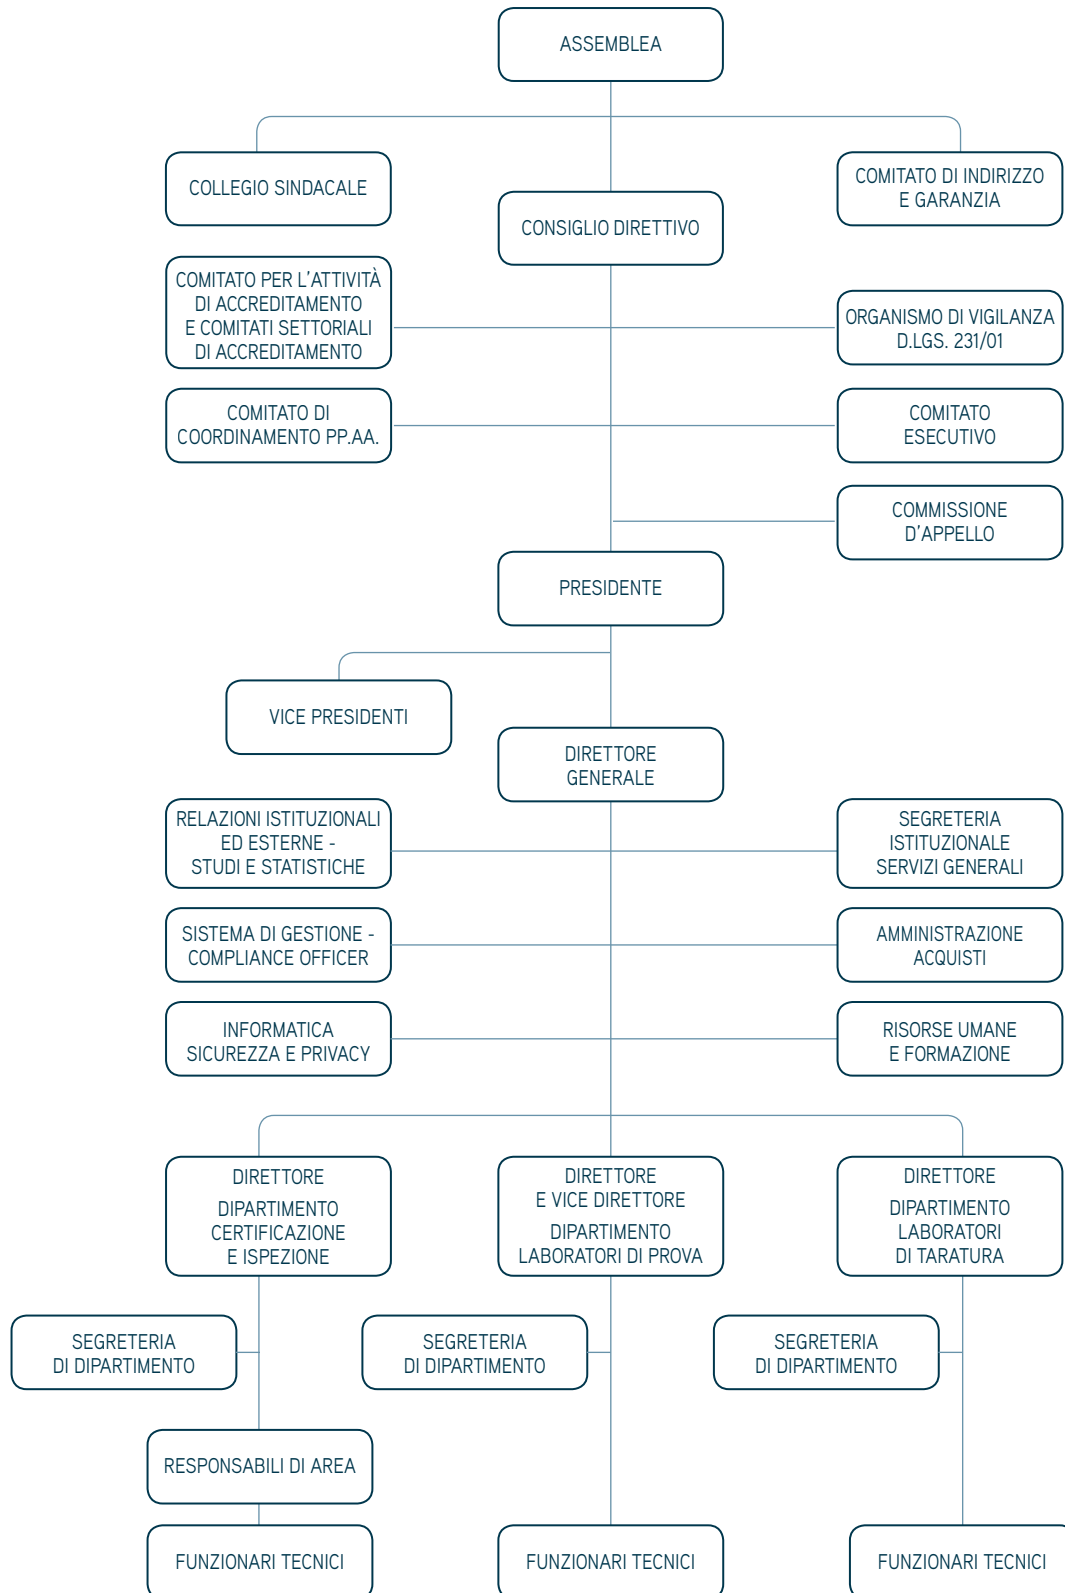 ASSEMBLEA
COLLEGIO SINDACALE
COMITATO DI INDIRIZZO
E GARANZIA
CONSIGLIO DIRETTIVO
COMITATO PER L'ATTIVITÀ
DI ACCREDITAMENTO
E COMITATI SETTORIALI
DI ACCREDITAMENTO
ORGANISMO DI VIGILANZA
D.LGS. 231/01
COMITATO DI
COORDINAMENTO PP.AA.
COMITATO
ESECUTIVO
COMMISSIONE
D'APPELLO
PRESIDENTE
VICE PRESIDENTI
DIRETTORE
GENERALE
RELAZIONI ISTITUZIONALI
ED ESTERNE -
STUDI E STATISTICHE
SEGRETERIA
ISTITUZIONALE
SERVIZI GENERALI
SISTEMA DI GESTIONE -
COMPLIANCE OFFICER
AMMINISTRAZIONE
ACQUISTI
INFORMATICA
SICUREZZA E PRIVACY
RISORSE UMANE
E FORMAZIONE
DIRETTORE
DIPARTIMENTO
CERTIFICAZIONE
E ISPEZIONE
DIRETTORE
E VICE DIRETTORE
DIPARTIMENTO
LABORATORI DI PROVA
DIRETTORE
DIPARTIMENTO
LABORATORI
DI TARATURA
SEGRETERIA
DI DIPARTIMENTO
SEGRETERIA
DI DIPARTIMENTO
SEGRETERIA
DI DIPARTIMENTO
RESPONSABILI DI AREA
FUNZIONARI TECNICI
FUNZIONARI TECNICI
FUNZIONARI TECNICI